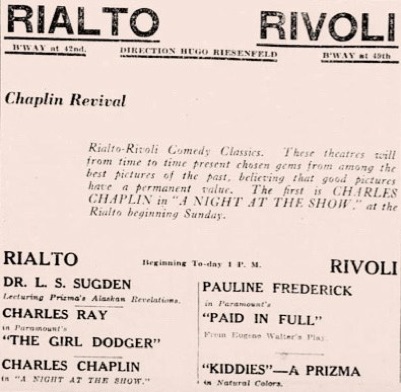 RIALTO RIVOLI
B'WAY at 42nd. DIRECTION HUGO RIESENFELD B'WAY at 49th
Chaplin Revival
Rialto-Rivoli Comedy Classics. These theatres will
from time to time present chosen gems from among the
best pictures of the past, believing that good pictures
have a permanent value. The first is CHARLES
CHAPLIN in "A NIGHT AT THE SHOW," at the
Rialto beginning Sunday.
RIALTO Beginning To-day 1 P. M. RIVOLI
DR. L. S. SUGDEN
Lecturing Prizma's Alaskan Revelations.
CHARLES RAY
in Paramount's
"THE GIRL DODGER"
CHARLES CHAPLIN
in "A NIGHT AT THE SHOW."
PAULINE FREDERICK
in Paramount's
"PAID IN FULL"
From Eugene Walter's Play
"KIDDIES"—A PRIZMA
in Natural Colors.